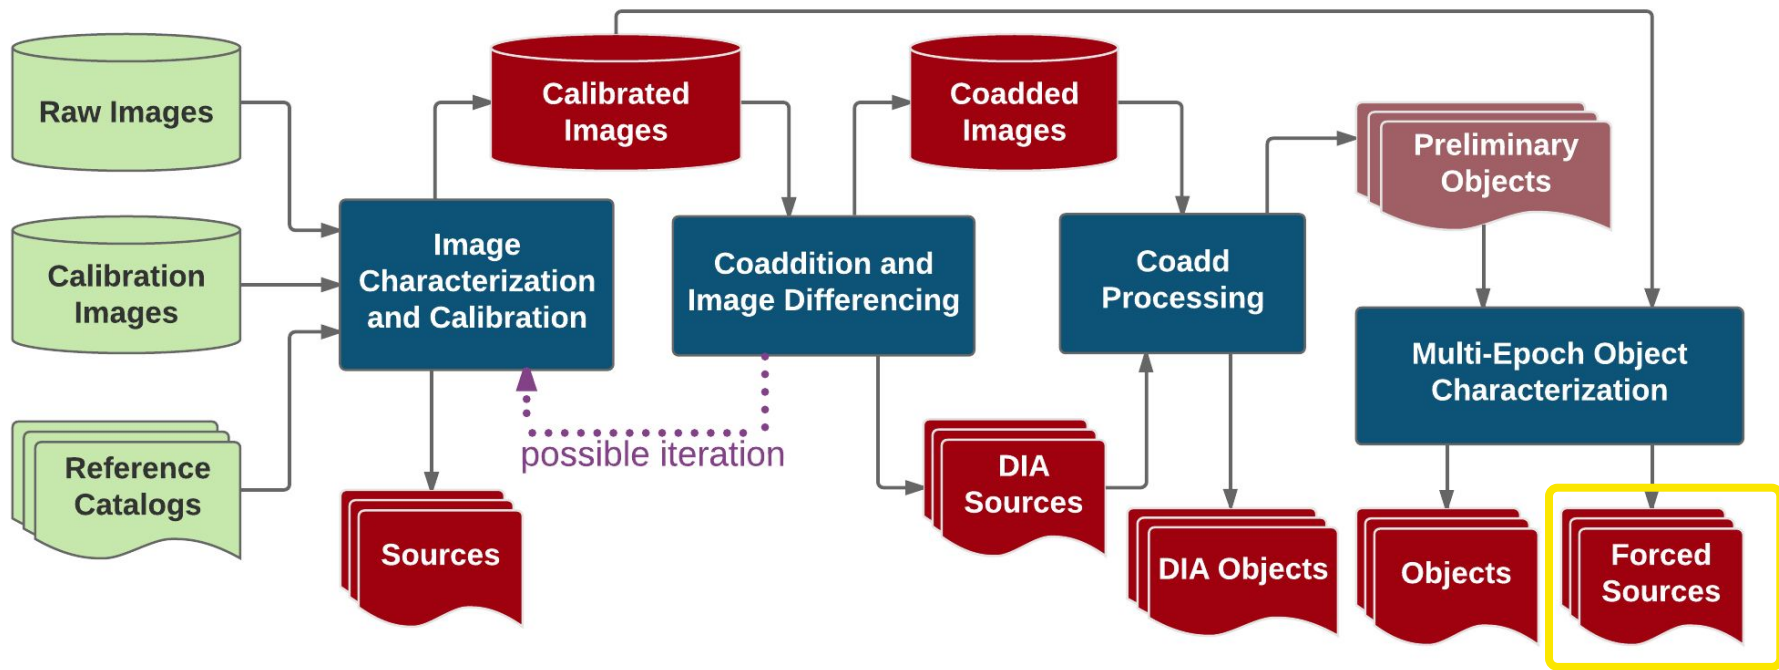 Raw Images
Calibration
Images
Reference
Catalogs
Image
Characterization
and Calibration
Sources
Calibrated
Images
possible iteration
Coaddition and
Image Differencing
Coadded
Images
DIA
Sources
Coadd
Processing
DIA Objects
Preliminary
Objects
Multi-Epoch Object
Characterization
Objects
Forced
Sources